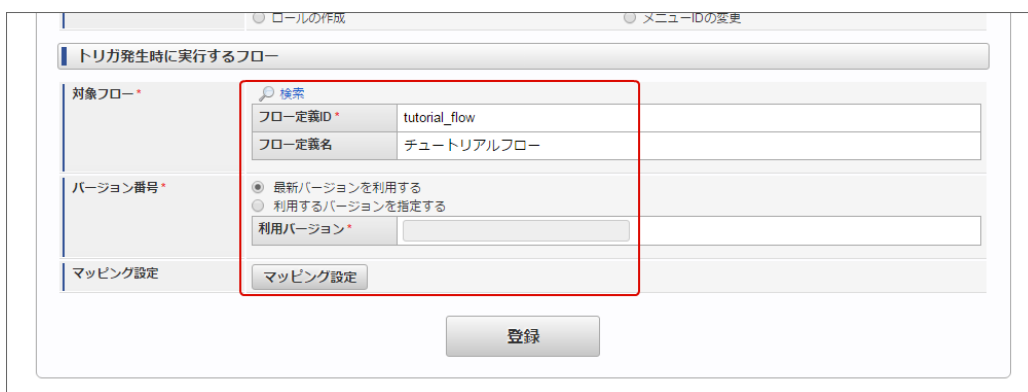 ロールの作成 メニューIDの変更
トリガ発生時に実行するフロー
対象フロー* 検索
フロー定義ID* tutorial_flow
フロー定義名 チュートリアルフロー
バージョン番号* 最新バージョンを利用する
利用するバージョンを指定する
利用バージョン*
マッピング設定 マッピング設定
登録